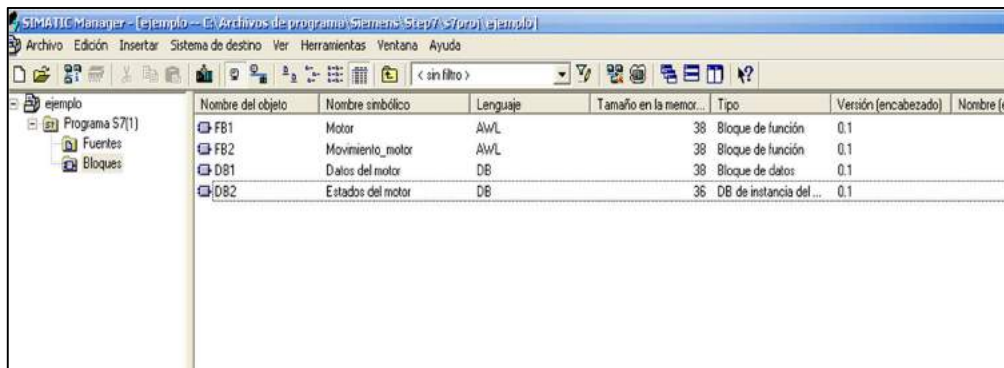 SIMATIC Manager - [ejemplo -- C:\Archivos de programa\Siemens\Step7\s7proj\ejemplo]
Archivo Edición Insertar Sistema de destino Ver Herramientas Ventana Ayuda
< sin filtro >
ejemplo
Programa S7(1)
Fuentes
Bloques
Nombre del objeto Nombre simbólico Lenguaje Tamaño en la memor... Tipo Versión (encabezado) Nombre (e
FB1 Motor AWL 38 Bloque de función 0.1
FB2 Movimiento_motor AWL 38 Bloque de función 0.1
DB1 Datos del motor DB 38 Bloque de datos 0.1
DB2 Estados del motor DB 36 DB de instancia del ... 0.1